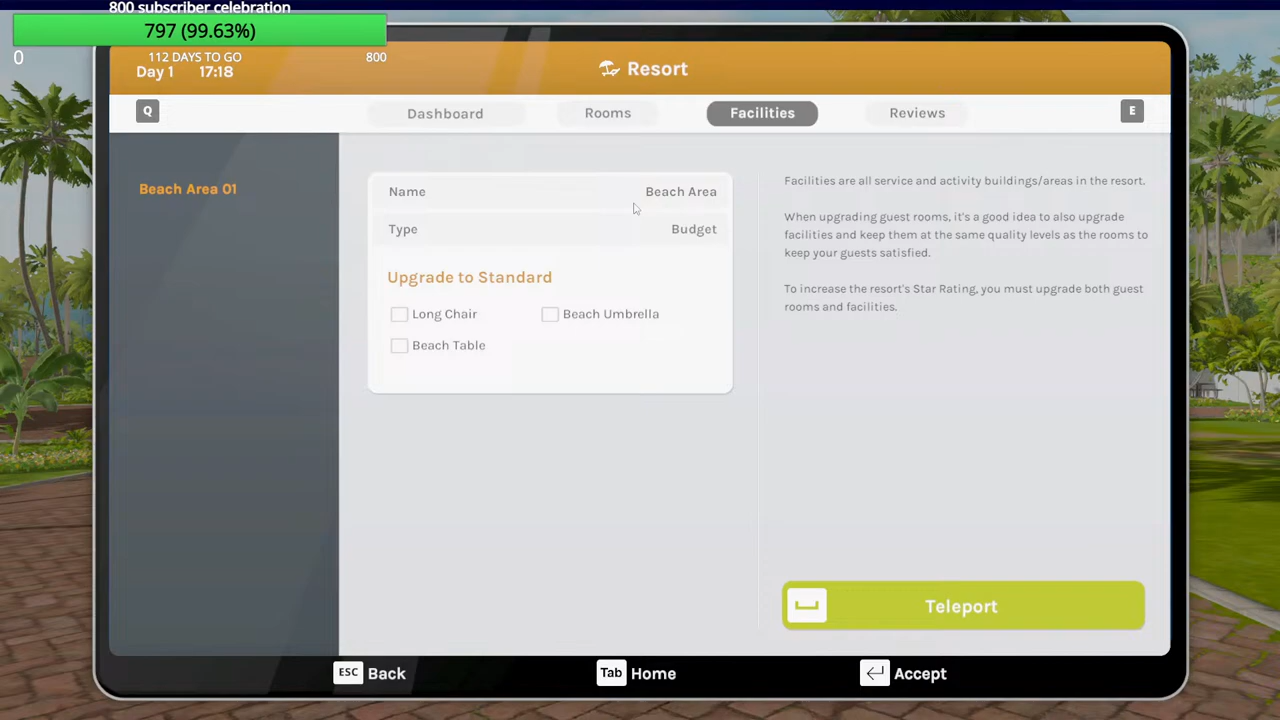 800 subscriber celebration
797 (99.63%)
0
112 DAYS TO GO
800
Day 1 17:18
Resort
Q
Dashboard
Rooms
Facilities
Reviews
E
Beach Area 01
Name Beach Area
Type Budget
Upgrade to Standard
Long Chair
Beach Umbrella
Beach Table
Facilities are all service and activity buildings/areas in the resort.
When upgrading guest rooms, it's a good idea to also upgrade
facilities and keep them at the same quality levels as the rooms to
keep your guests satisfied.
To increase the resort's Star Rating, you must upgrade both guest
rooms and facilities.
Teleport
ESC Back
Tab Home
Accept